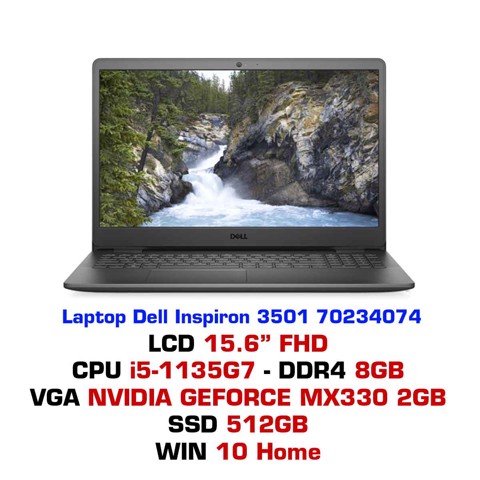 DELL
Laptop Dell Inspiron 3501 70234074
LCD 15.6” FHD
CPU i5-1135G7 - DDR4 8GB
VGA NVIDIA GEFORCE MX330 2GB
SSD 512GB
WIN 10 Home